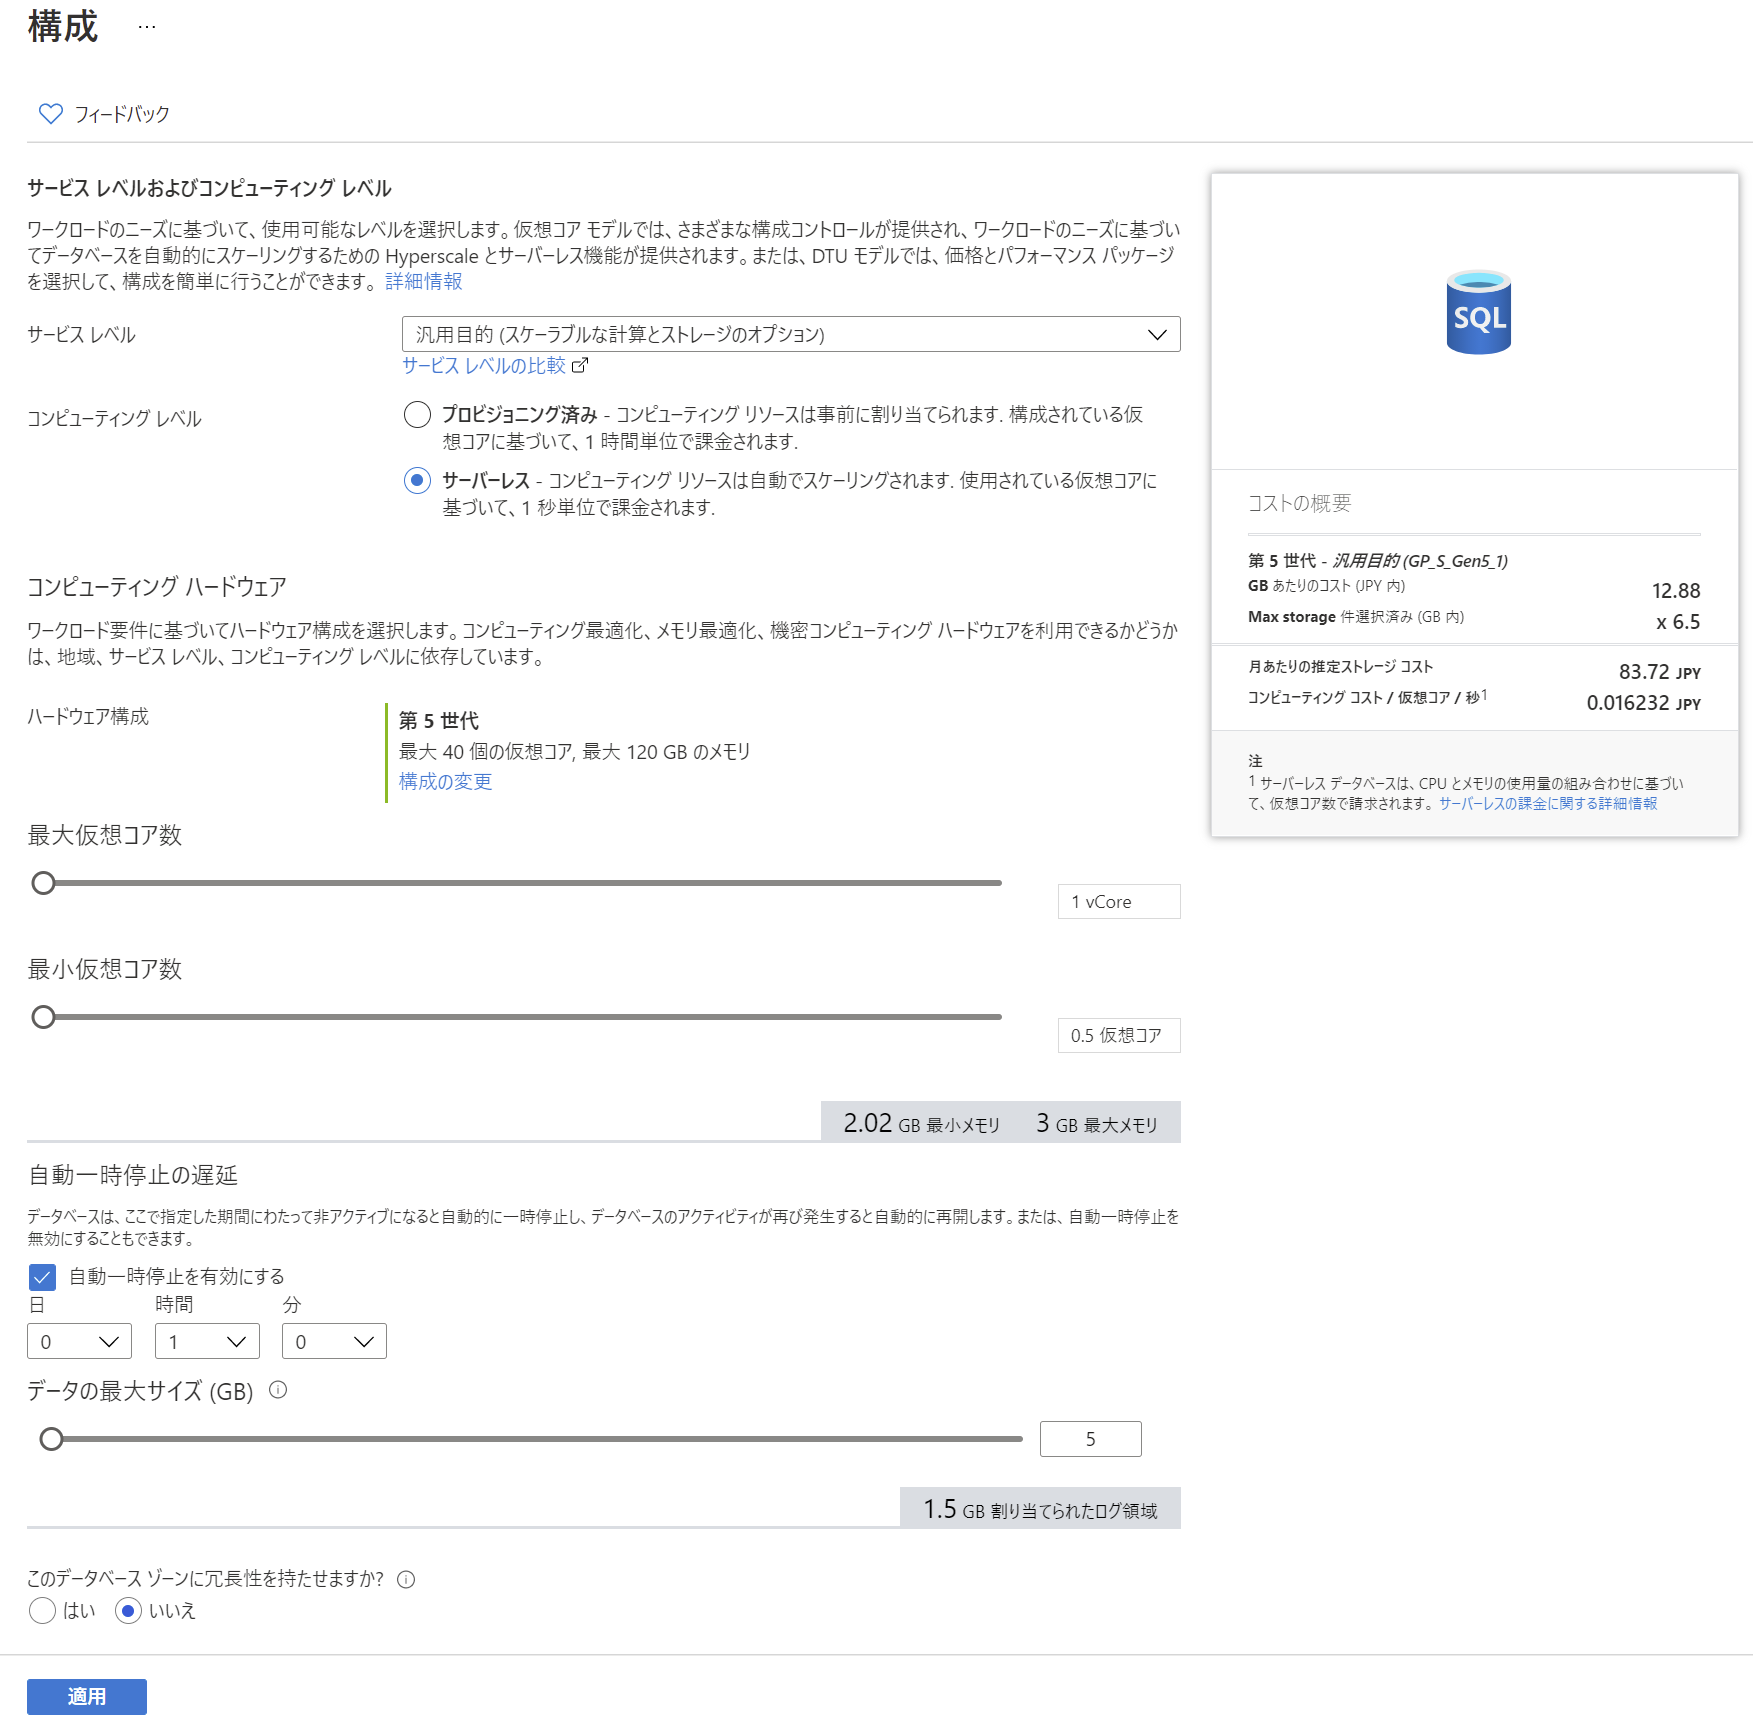 構成 …
フィードバック
サービス レベルおよびコンピューティング レベル
ワークロードのニーズに基づいて、使用可能なレベルを選択します。仮想コア モデルでは、さまざまな構成コントロールが提供され、ワークロードのニーズに基づい
てデータベースを自動的にスケーリングするための Hyperscale とサーバーレス機能が提供されます。または、DTU モデルでは、価格とパフォーマンス パッケージ
を選択して、構成を簡単に行うことができます。 詳細情報
サービス レベル
汎用目的 (スケーラブルな計算とストレージのオプション)
サービス レベルの比較
コンピューティング レベル
プロビジョニング済み - コンピューティング リソースは事前に割り当てられます. 構成されている仮
想コアに基づいて、1 時間単位で課金されます.
サーバーレス - コンピューティング リソースは自動でスケーリングされます. 使用されている仮想コアに
基づいて、1 秒単位で課金されます.
コンピューティング ハードウェア
ワークロード要件に基づいてハードウェア構成を選択します。コンピューティング最適化、メモリ最適化、機密コンピューティング ハードウェアを利用できるかどうか
は、地域、サービス レベル、コンピューティング レベルに依存しています。
ハードウェア構成
第 5 世代
最大 40 個の仮想コア, 最大 120 GB のメモリ
構成の変更
最大仮想コア数
1 vCore
最小仮想コア数
0.5 仮想コア
2.02 GB 最小メモリ 3 GB 最大メモリ
自動一時停止の遅延
データベースは、ここで指定した期間にわたって非アクティブになると自動的に一時停止し、データベースのアクティビティが再び発生すると自動的に再開します。または、自動一時停止を
無効にすることもできます。
自動一時停止を有効にする
日 時間 分
0 1 0
データの最大サイズ (GB)
5
1.5 GB 割り当てられたログ領域
このデータベース ゾーンに冗長性を持たせますか?
はい いいえ
適用
SQL
コストの概要
第 5 世代 - 汎用目的 (GP_S_Gen5_1)
GB あたりのコスト (JPY 内) 12.88
Max storage 件選択済み (GB 内) x 6.5
月あたりの推定ストレージ コスト 83.72 JPY
コンピューティング コスト / 仮想コア / 秒1 0.016232 JPY
注
1 サーバーレス データベースは、CPU とメモリの使用量の組み合わせに基づい
て、仮想コア数で請求されます。 サーバーレスの課金に関する詳細情報